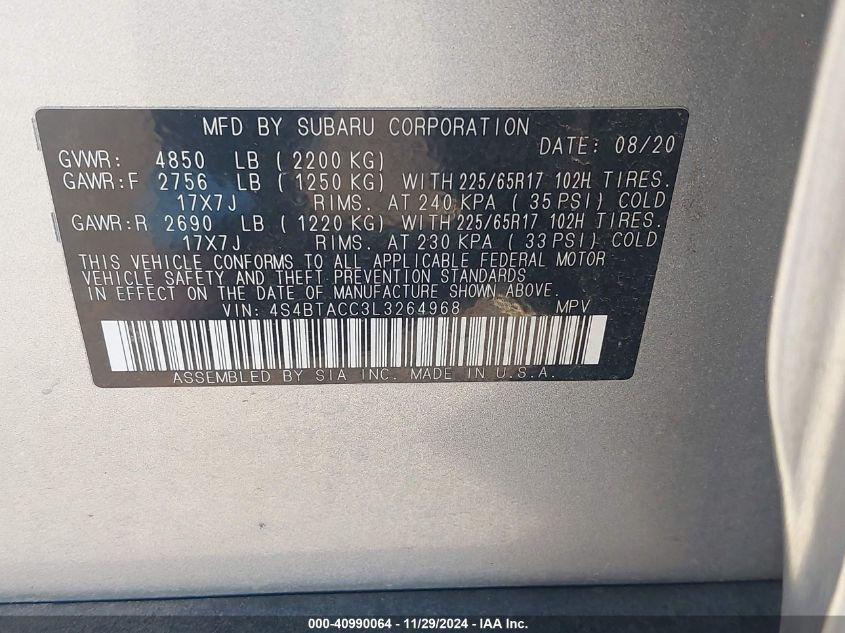 MFD BY SUBARU CORPORATION
DATE: 08/20
GVWR: 4850 LB ( 2200 KG)
GAWR:F 2756 LB ( 1250 KG) WITH 225/65R17 102H TIRES.
17X7J RIMS. AT 240 KPA ( 35 PSI) COLD
GAWR:R 2690 LB ( 1220 KG) WITH 225/65R17 102H TIRES.
17X7J RIMS. AT 230 KPA ( 33 PSI) COLD
THIS VEHICLE CONFORMS TO ALL APPLICABLE FEDERAL MOTOR
VEHICLE SAFETY AND THEFT PREVENTION STANDARDS
IN EFFECT ON THE DATE OF MANUFACTURE SHOWN ABOVE.
VIN: 4S4BTACC3L3264968 MPV
ASSEMBLED BY SIA INC. MADE IN U.S.A.
000-40990064 - 11/29/2024 - IAA Inc.